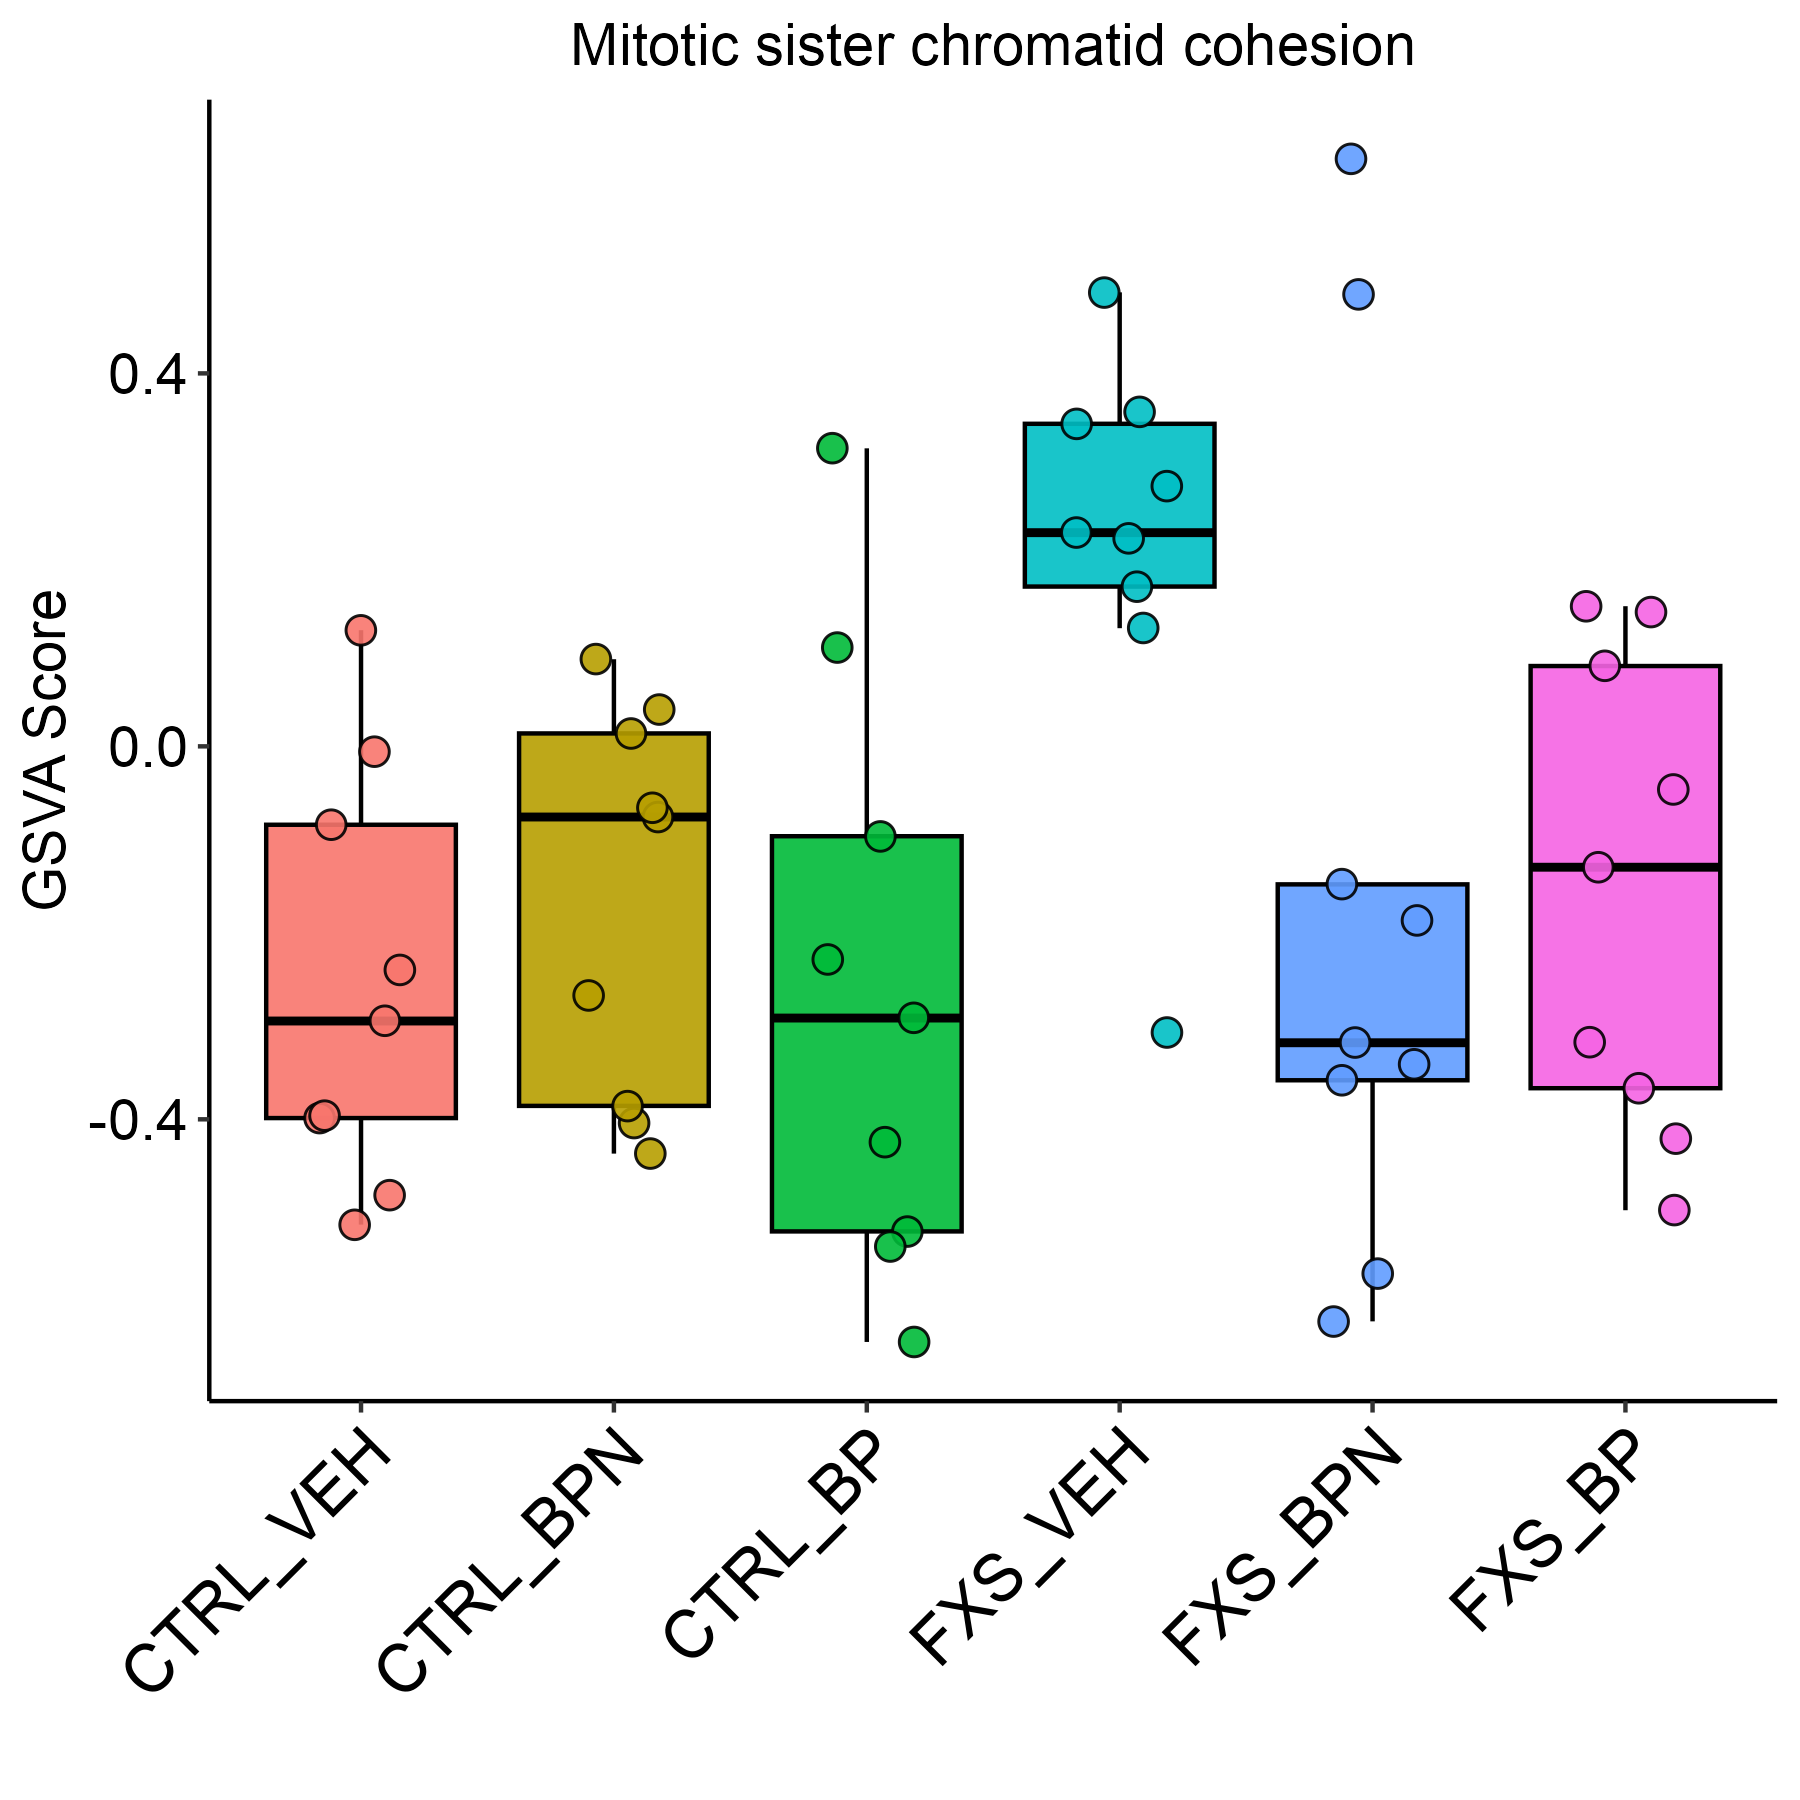 Mitotic sister chromatid cohesion
GSVA Score
0.4
0.0
-0.4
CTRL_VEH
CTRL_BPN
CTRL_BP
FXS_VEH
FXS_BPN
FXS_BP